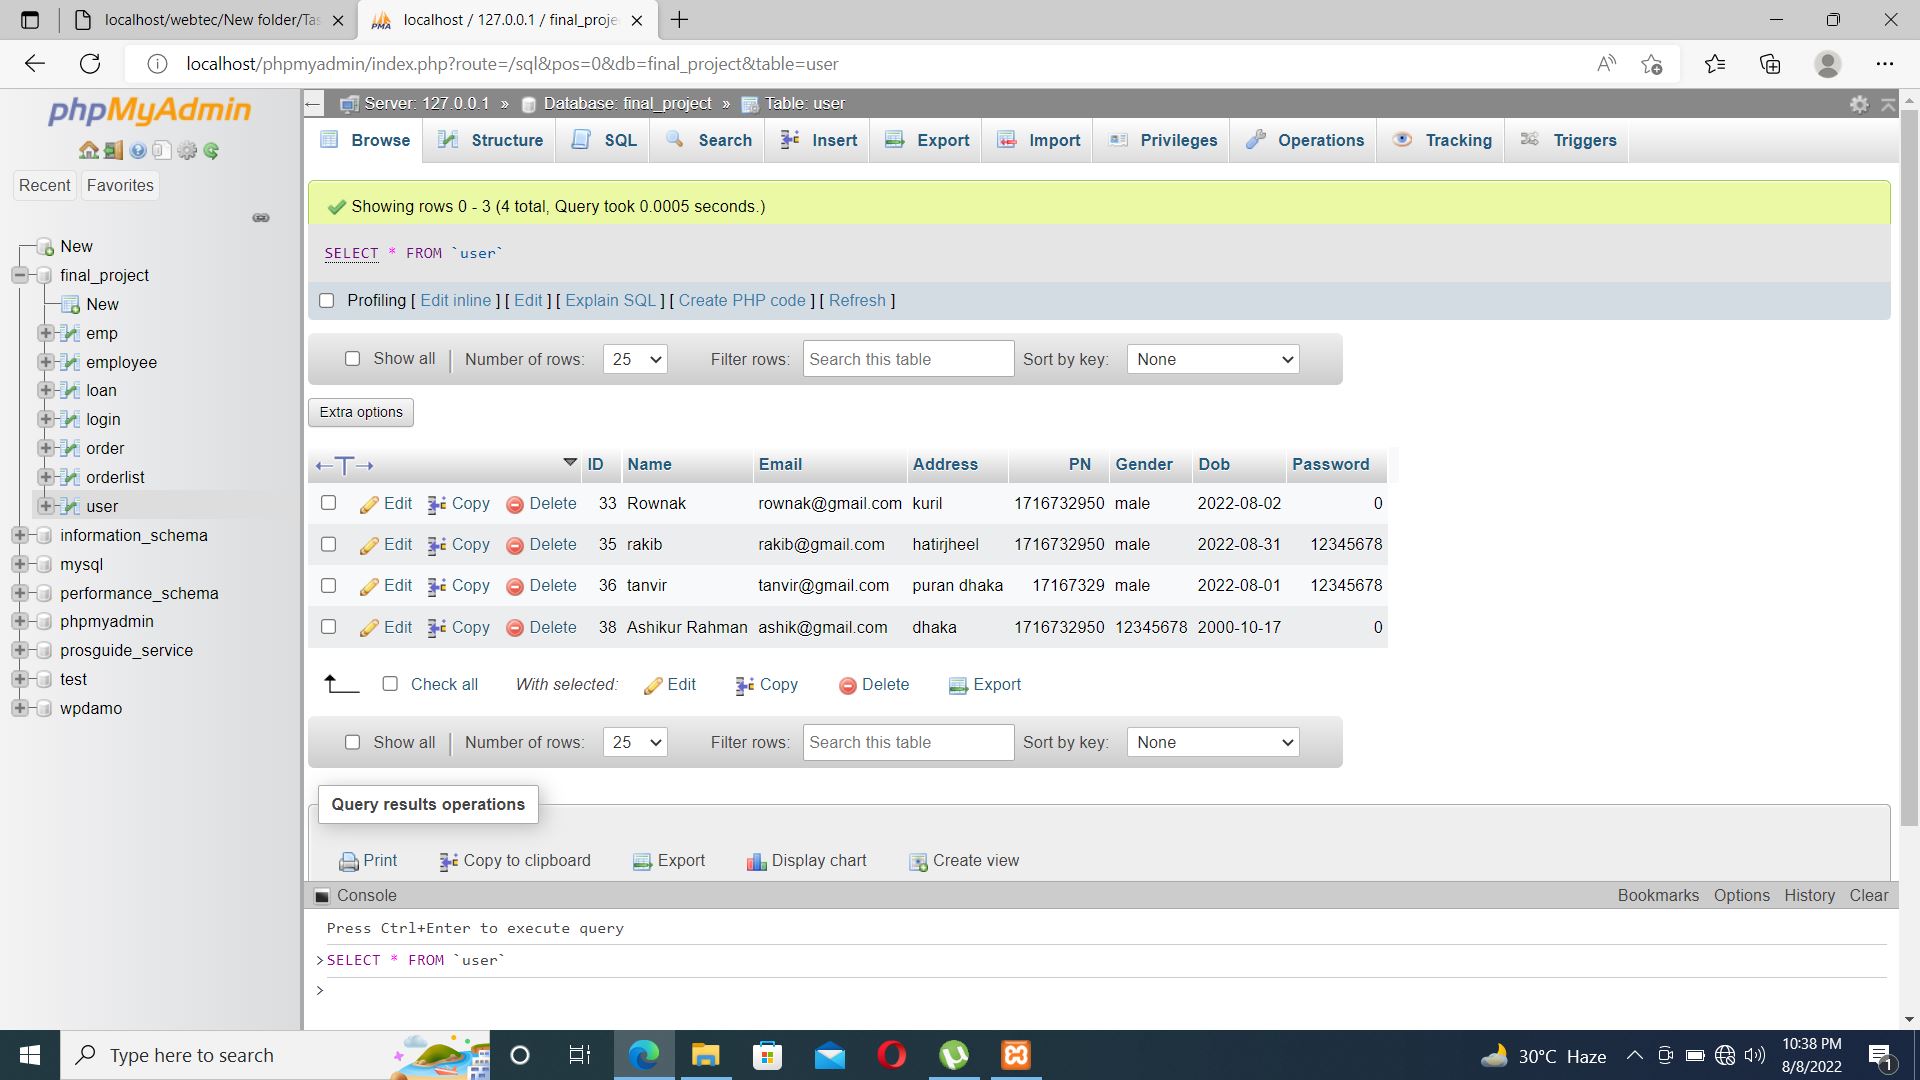 localhost/webtec/New folder/Tas
localhost / 127.0.0.1 / final_proje
localhost/phpmyadmin/index.php?route=/sql&pos=0&db=final_project&table=user
phpMyAdmin
Recent Favorites
New
final_project
New
emp
employee
loan
login
order
orderlist
user
information_schema
mysql
performance_schema
phpmyadmin
prosguide_service
test
wpdamo
Server: 127.0.0.1 » Database: final_project » Table: user
Browse Structure SQL Search Insert Export Import Privileges Operations Tracking Triggers
Showing rows 0 - 3 (4 total, Query took 0.0005 seconds.)
SELECT * FROM `user`
Profiling [ Edit inline ] [ Edit ] [ Explain SQL ] [ Create PHP code ] [ Refresh ]
Show all | Number of rows: 25 Filter rows: Search this table Sort by key: None
Extra options
ID Name Email Address PN Gender Dob Password
Edit Copy Delete 33 Rownak rownak@gmail.com kuril 1716732950 male 2022-08-02 0
Edit Copy Delete 35 rakib rakib@gmail.com hatirjheel 1716732950 male 2022-08-31 12345678
Edit Copy Delete 36 tanvir tanvir@gmail.com puran dhaka 17167329 male 2022-08-01 12345678
Edit Copy Delete 38 Ashikur Rahman ashik@gmail.com dhaka 1716732950 12345678 2000-10-17 0
Check all With selected: Edit Copy Delete Export
Show all | Number of rows: 25 Filter rows: Search this table Sort by key: None
Query results operations
Print Copy to clipboard Export Display chart Create view
Console Bookmarks Options History Clear
Press Ctrl+Enter to execute query
>SELECT * FROM `user`
>
Type here to search
30°C Haze
10:38 PM
8/8/2022
1